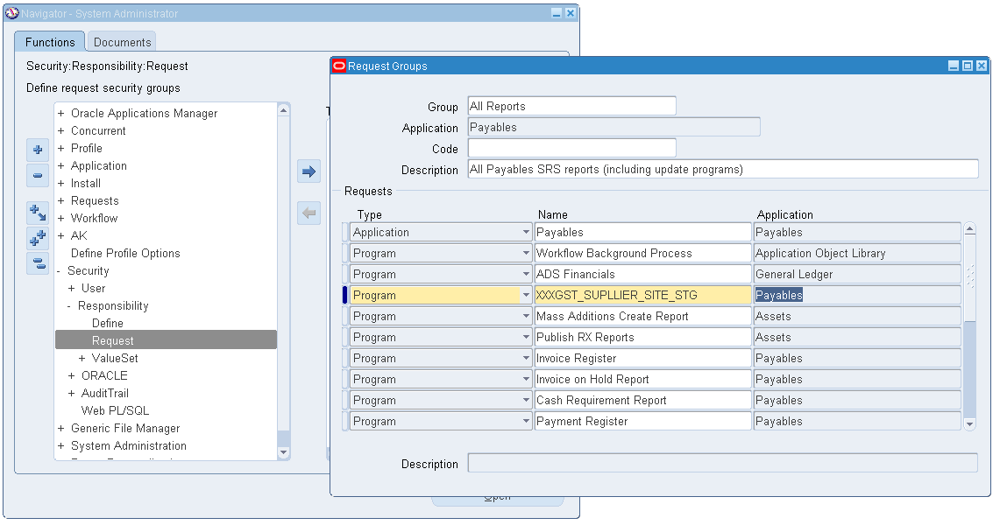 Navigator - System Administrator
Functions
Documents
Security:Responsibility:Request
Define request security groups
+ Oracle Applications Manager
+ Concurrent
+ Profile
+ Application
+ Install
+ Requests
+ Workflow
+ AK
Define Profile Options
- Security
+ User
- Responsibility
Define
Request
+ ValueSet
+ ORACLE
+ AuditTrail
Web PL/SQL
+ Generic File Manager
+ System Administration
Open
Request Groups
Group All Reports
Application Payables
Code
Description All Payables SRS reports (including update programs)
Requests
Type Name Application
Application Payables Payables
Program Workflow Background Process Application Object Library
Program ADS Financials General Ledger
Program XXXGST_SUPLLIER_SITE_STG Payables
Program Mass Additions Create Report Assets
Program Publish RX Reports Assets
Program Invoice Register Payables
Program Invoice on Hold Report Payables
Program Cash Requirement Report Payables
Program Payment Register Payables
Description